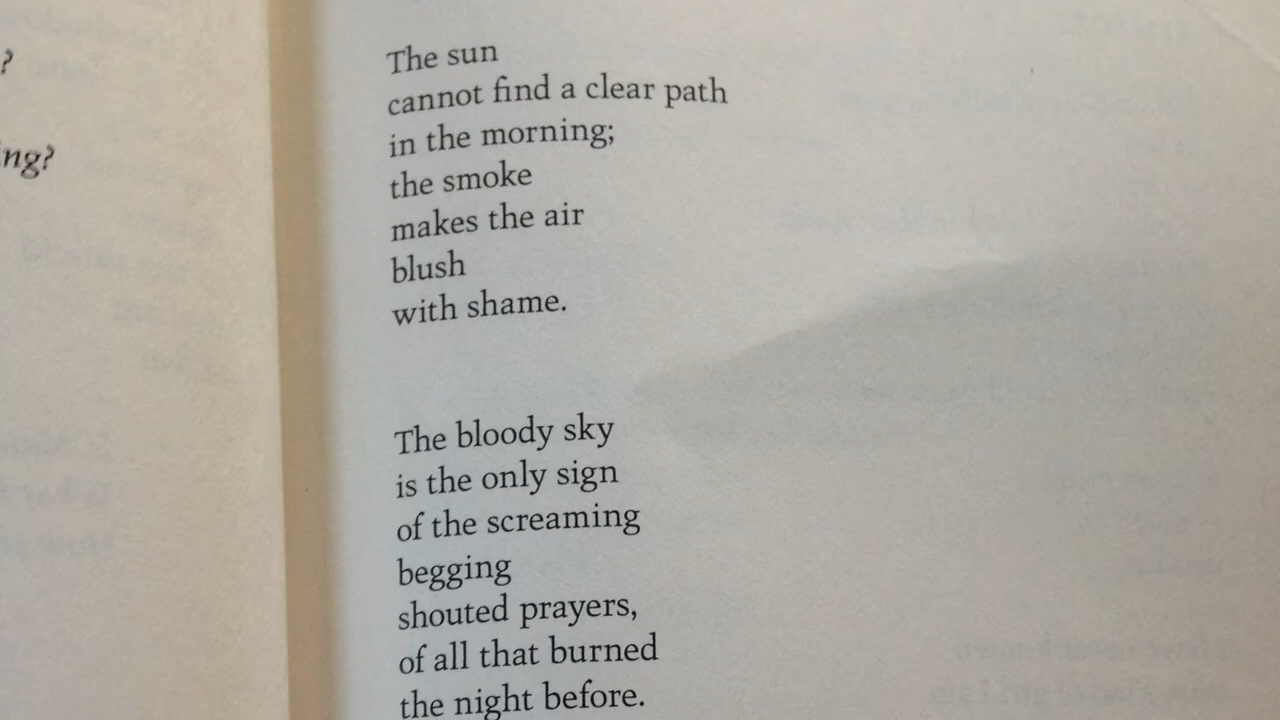 ?
ng?
The sun
cannot find a clear path
in the morning;
the smoke
makes the air
blush
with shame.
The bloody sky
is the only sign
of the screaming
begging
shouted prayers,
of all that burned
the night before.